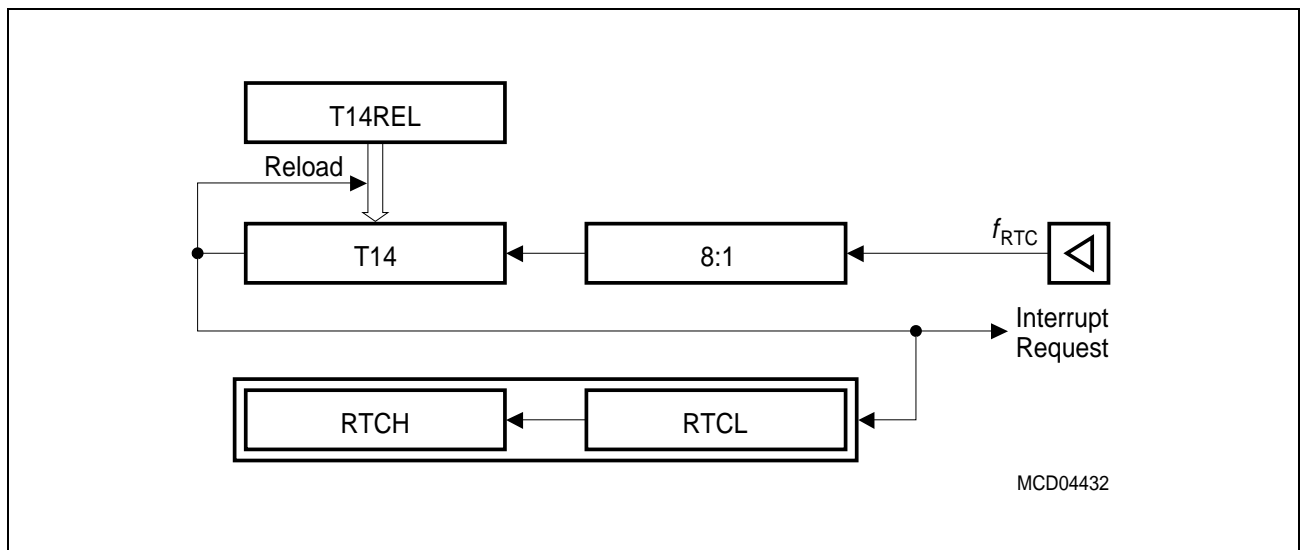 T14REL
Reload
T14
8:1
fRTC
Interrupt
Request
RTCH
RTCL
MCD04432